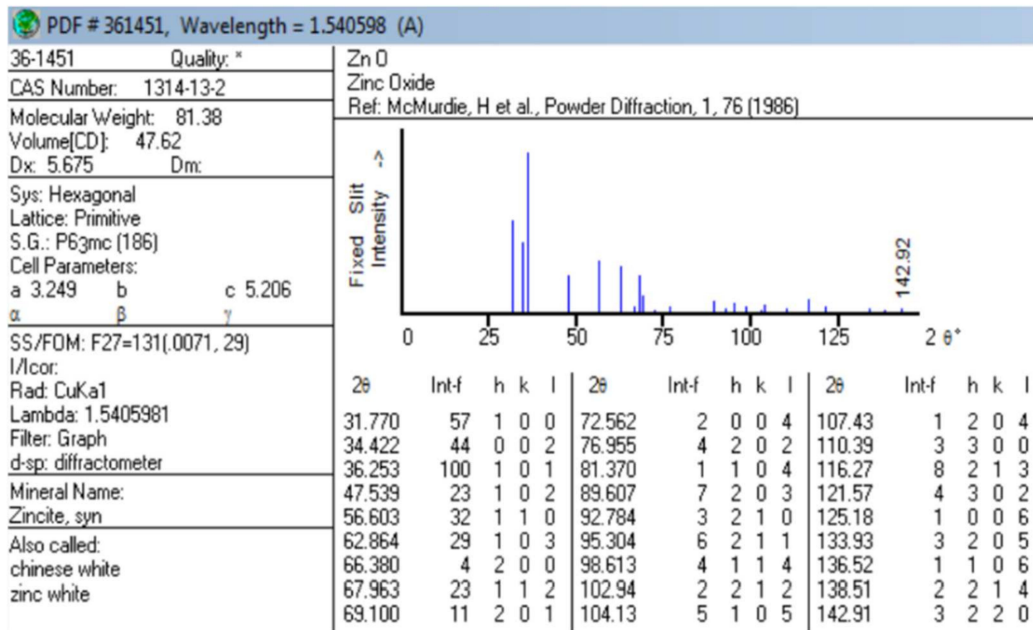 PDF # 361451, Wavelength = 1.540598 (A)
36-1451 Quality: *
CAS Number: 1314-13-2
Molecular Weight: 81.38
Volume[CD]: 47.62
Dx: 5.675 Dm:
Sys: Hexagonal
Lattice: Primitive
S.G.: P63mc (186)
Cell Parameters:
a 3.249 b c 5.206
α β γ
SS/FOM: F27=131(.0071, 29)
I/Icor:
Rad: CuKa1
Lambda: 1.5405981
Filter: Graph
d-sp: diffractometer
Mineral Name:
Zincite, syn
Also called:
chinese white
zinc white
Zn O
Zinc Oxide
Ref: McMurdie, H et al., Powder Diffraction, 1, 76 (1986)
Fixed Slit
Intensity ->
142.92
0 25 50 75 100 125 2 θ°
2θ Int-f h k l 2θ Int-f h k l 2θ Int-f h k l
31.770 57 1 0 0 72.562 2 0 0 4 107.43 1 2 0 4
34.422 44 0 0 2 76.955 4 2 0 2 110.39 3 3 0 0
36.253 100 1 0 1 81.370 1 1 0 4 116.27 8 2 1 3
47.539 23 1 0 2 89.607 7 2 0 3 121.57 4 3 0 2
56.603 32 1 1 0 92.784 3 2 1 0 125.18 1 0 0 6
62.864 29 1 0 3 95.304 6 2 1 1 133.93 3 2 0 5
66.380 4 2 0 0 98.613 4 1 1 4 136.52 1 1 0 6
67.963 23 1 1 2 102.94 2 2 1 2 138.51 2 2 1 4
69.100 11 2 0 1 104.13 5 1 0 5 142.91 3 2 2 0